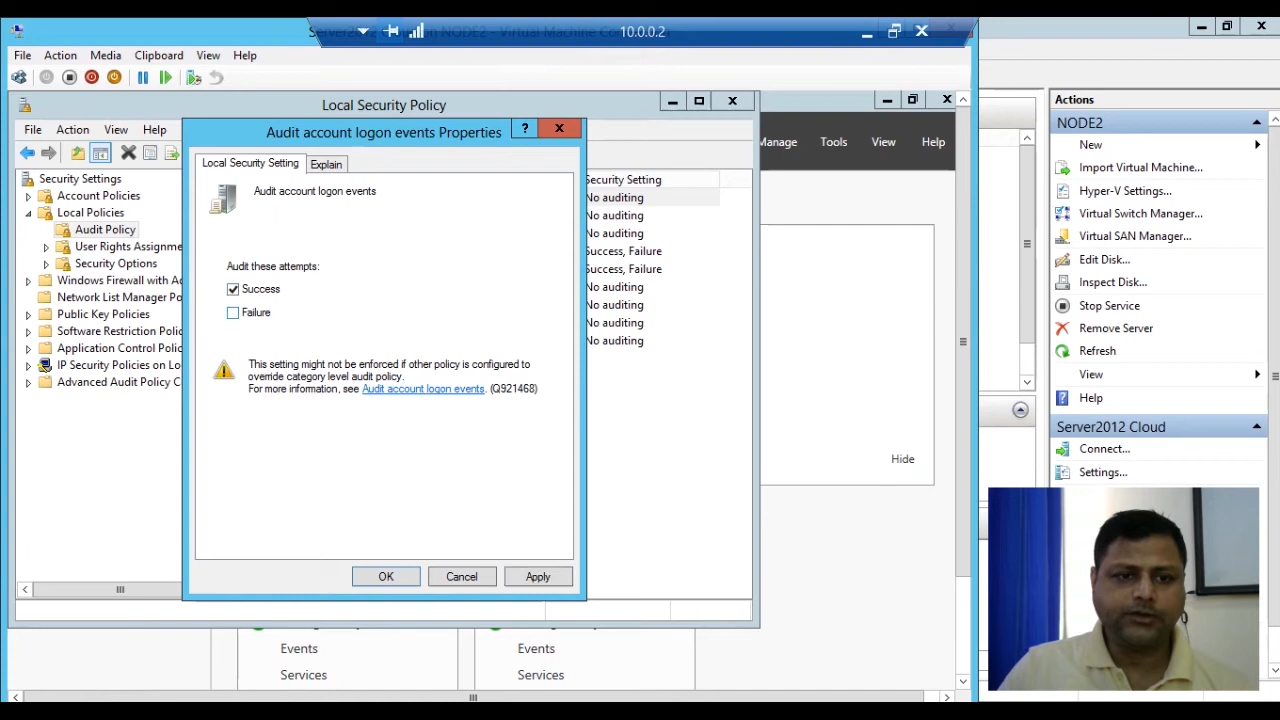 10.0.0.2
File Action Media Clipboard View Help
Local Security Policy
File Action View Help
Manage Tools View Help
Security Settings
Account Policies
Local Policies
Audit Policy
User Rights Assignme
Security Options
Windows Firewall with Ad
Network List Manager Po
Public Key Policies
Software Restriction Polic
Application Control Polic
IP Security Policies on Lo
Advanced Audit Policy C
Audit account logon events Properties
?
Local Security Setting
Explain
Audit account logon events
Audit these attempts:
Success
Failure
This setting might not be enforced if other policy is configured to
override category level audit policy.
For more information, see Audit account logon events. (Q921468)
OK
Cancel
Apply
Security Setting
No auditing
No auditing
No auditing
Success, Failure
Success, Failure
No auditing
No auditing
No auditing
No auditing
Hide
Events
Services
Events
Services
Actions
NODE2
New
Import Virtual Machine...
Hyper-V Settings...
Virtual Switch Manager...
Virtual SAN Manager...
Edit Disk...
Inspect Disk...
Stop Service
Remove Server
Refresh
View
Help
Server2012 Cloud
Connect...
Settings...